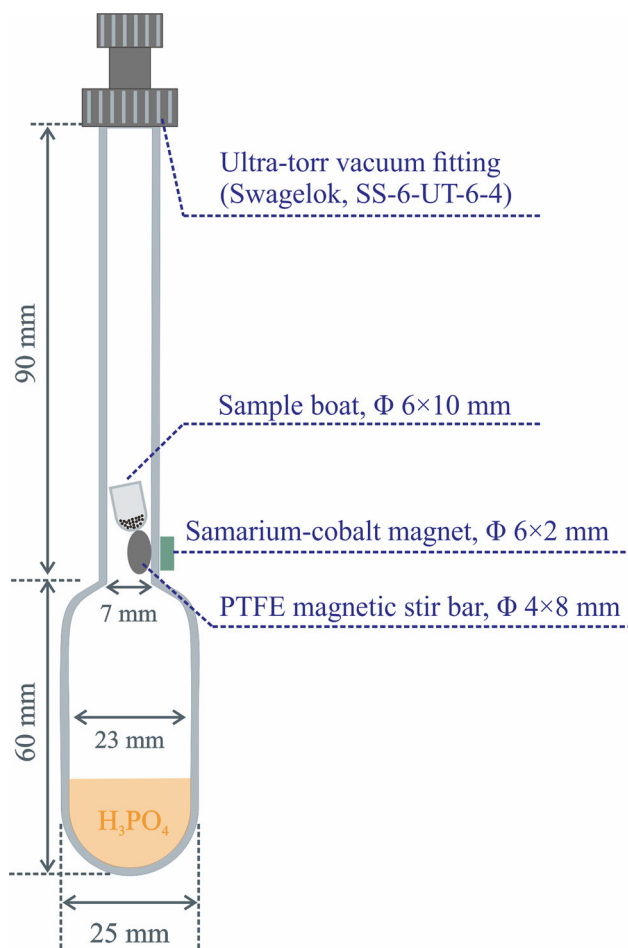 Ultra-torr vacuum fitting
(Swagelok, SS-6-UT-6-4)
90 mm
Sample boat, Φ 6×10 mm
Samarium-cobalt magnet, Φ 6×2 mm
PTFE magnetic stir bar, Φ 4×8 mm
7 mm
60 mm
23 mm
H₃PO₄
25 mm